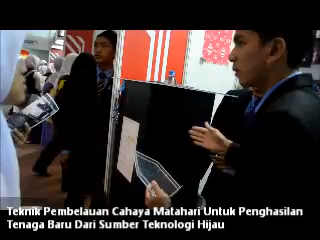 Teknik Pembelauan Cahaya Matahari Untuk Penghasilan
Tenaga Baru Dari Sumber Teknologi Hijau